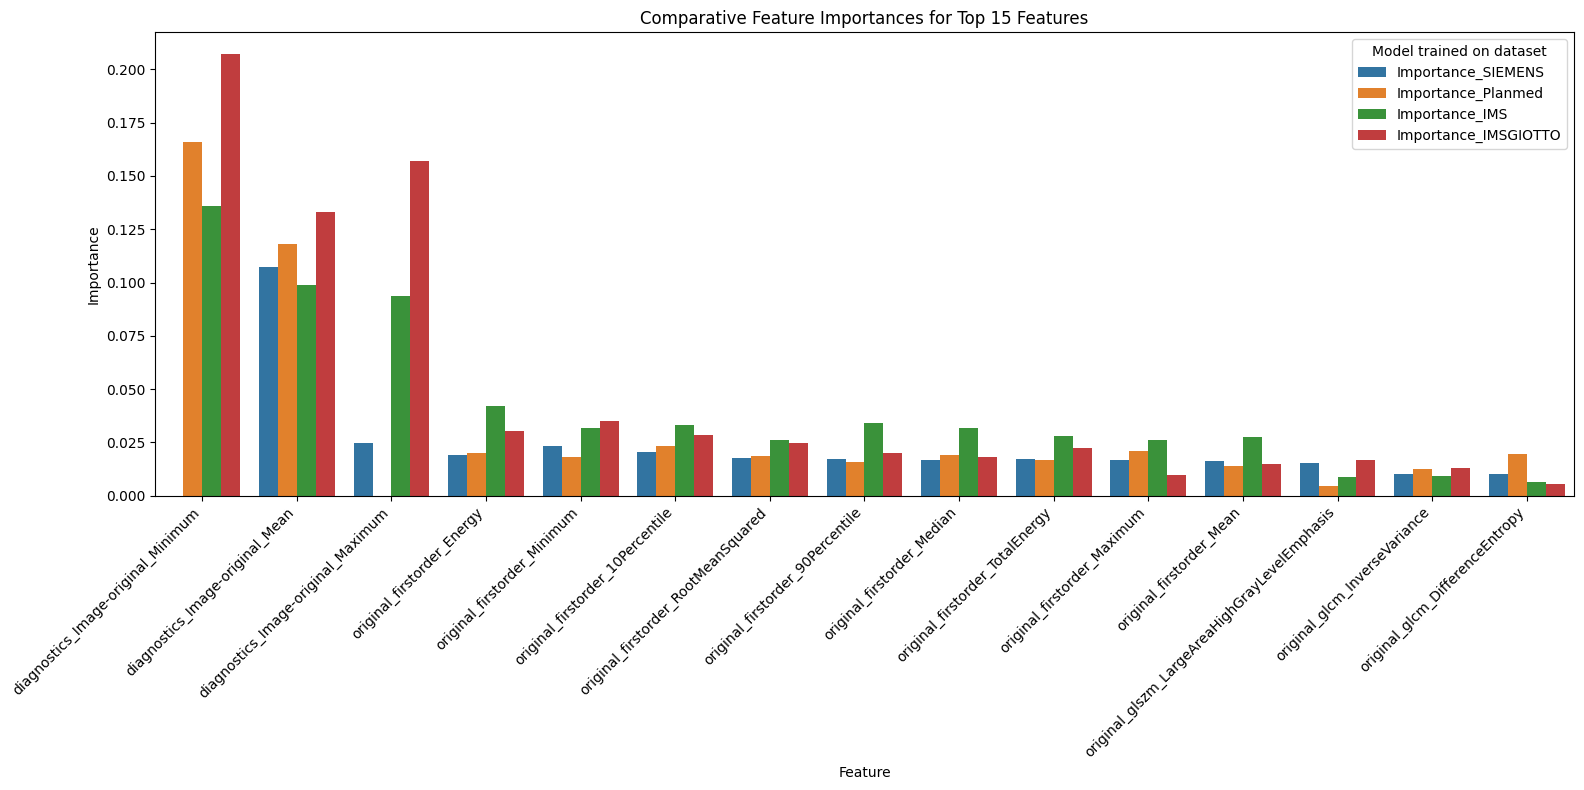 Comparative Feature Importances for Top 15 Features
Model trained on dataset
Importance_SIEMENS
Importance_Planmed
Importance_IMS
Importance_IMSGIOTTO
Importance
0.200
0.175
0.150
0.125
0.100
0.075
0.050
0.025
0.000
diagnostics_Image-original_Minimum
diagnostics_Image-original_Mean
diagnostics_Image-original_Maximum
original_firstorder_Energy
original_firstorder_Minimum
original_firstorder_10Percentile
original_firstorder_RootMeanSquared
original_firstorder_90Percentile
original_firstorder_Median
original_firstorder_TotalEnergy
original_firstorder_Maximum
original_firstorder_Mean
original_glszm_LargeAreaHighGrayLevelEmphasis
original_glcm_InverseVariance
original_glcm_DifferenceEntropy
Feature